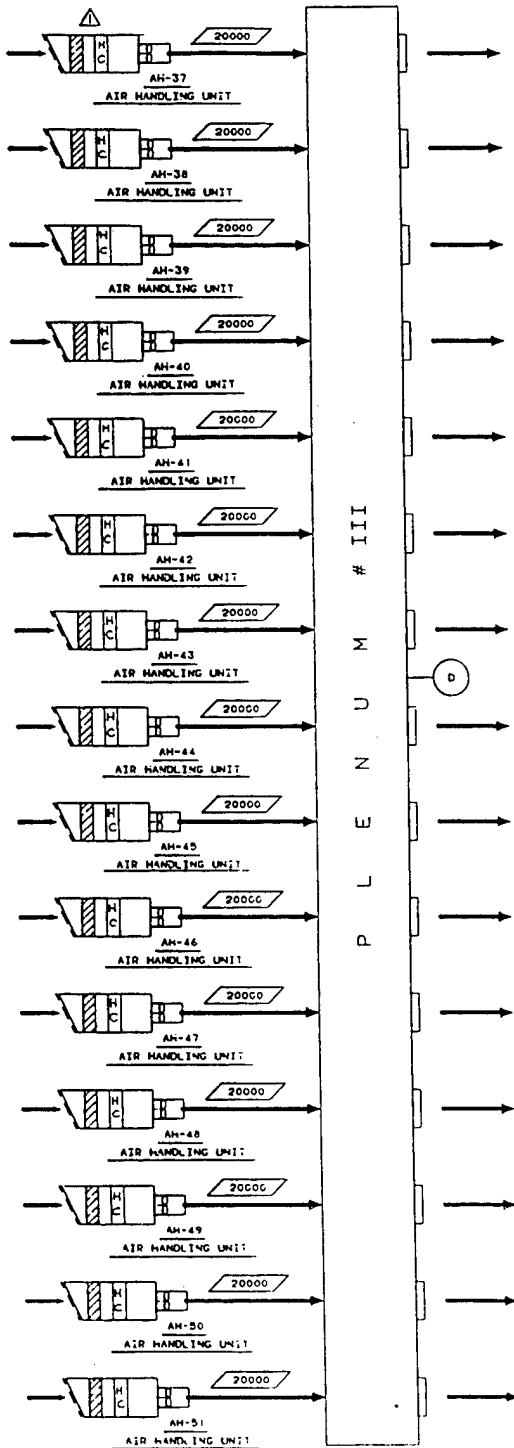 1
20000
H
C
AH-37
AIR HANDLING UNIT
20000
H
C
AH-38
AIR HANDLING UNIT
20000
H
C
AH-39
AIR HANDLING UNIT
20000
H
C
AH-40
AIR HANDLING UNIT
20000
H
C
AH-41
AIR HANDLING UNIT
20000
H
C
AH-42
AIR HANDLING UNIT
20000
H
C
AH-43
AIR HANDLING UNIT
D
20000
H
C
AH-44
AIR HANDLING UNIT
20000
H
C
AH-45
AIR HANDLING UNIT
20000
H
C
AH-46
AIR HANDLING UNIT
20000
H
C
AH-47
AIR HANDLING UNIT
20000
H
C
AH-48
AIR HANDLING UNIT
20000
H
C
AH-49
AIR HANDLING UNIT
20000
H
C
AH-50
AIR HANDLING UNIT
20000
H
C
AH-51
AIR HANDLING UNIT
PLENUM # III